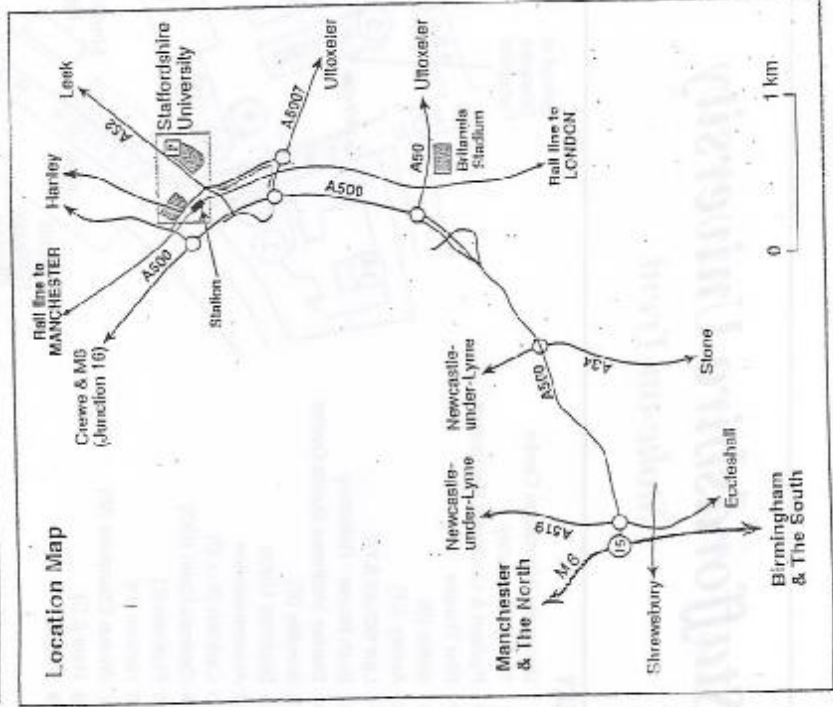 Location Map
Rail line to
MANCHESTER
Hanley
Leek
A52
Staffordshire
University
F
Crewe & M6
(Junction 16)
A500
Station
A5007
Uttoxeter
A500
A50
Uttoxeter
Britannia
Stadium
Rail line to
LONDON
Newcastle-
under-Lyme
Newcastle-
under-Lyme
A500
A34
Stone
A519
Manchester
& The North
M6
15
Eccleshall
Shrewsbury
Birmingham
& The South
0
1 km